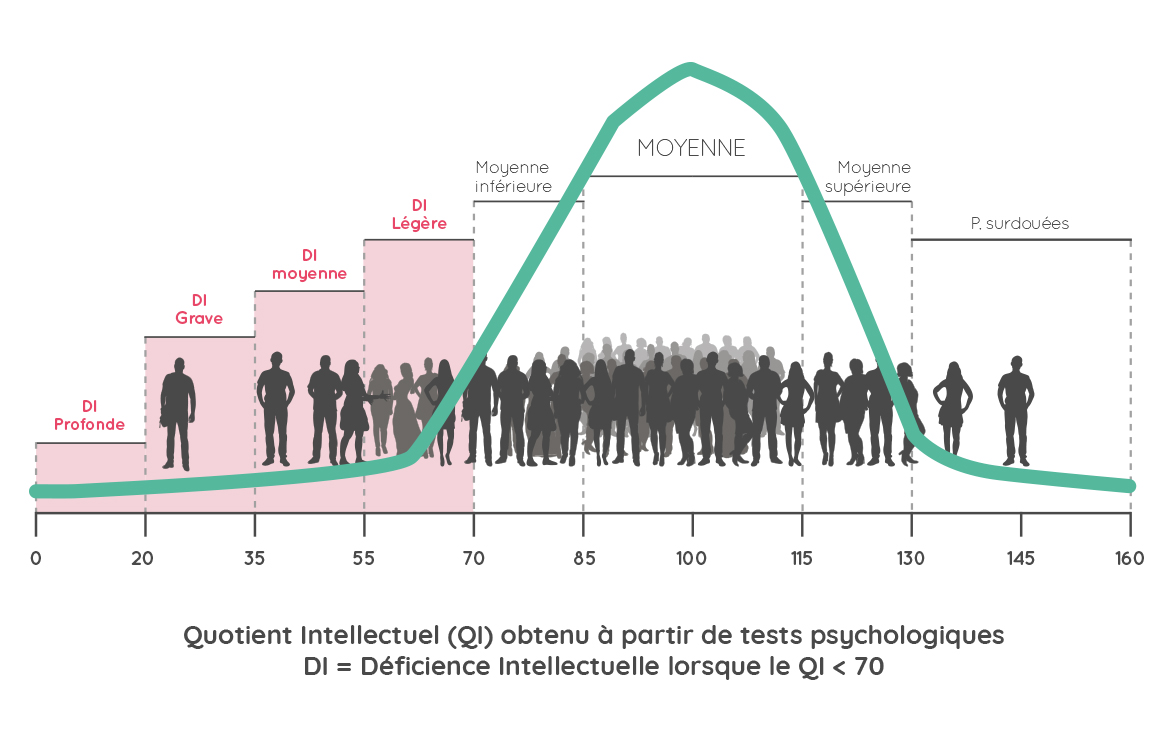 MOYENNE
Moyenne
inférieure
Moyenne
supérieure
DI
Légère
P. surdouées
DI
moyenne
DI
Grave
DI
Profonde
0 20 35 55 70 85 100 115 130 145 160
Quotient Intellectuel (QI) obtenu à partir de tests psychologiques
DI = Déficience Intellectuelle lorsque le QI < 70